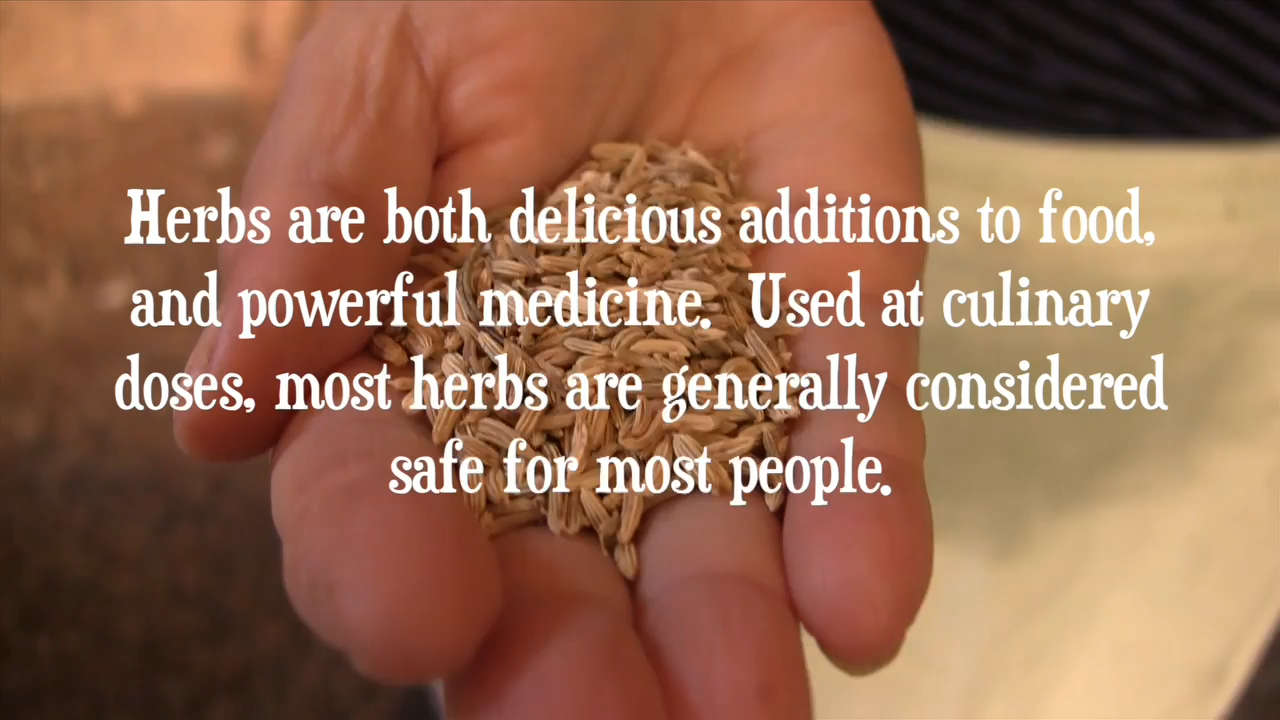 Herbs are both delicious additions to food,
and powerful medicine.  Used at culinary
doses, most herbs are generally considered
safe for most people.